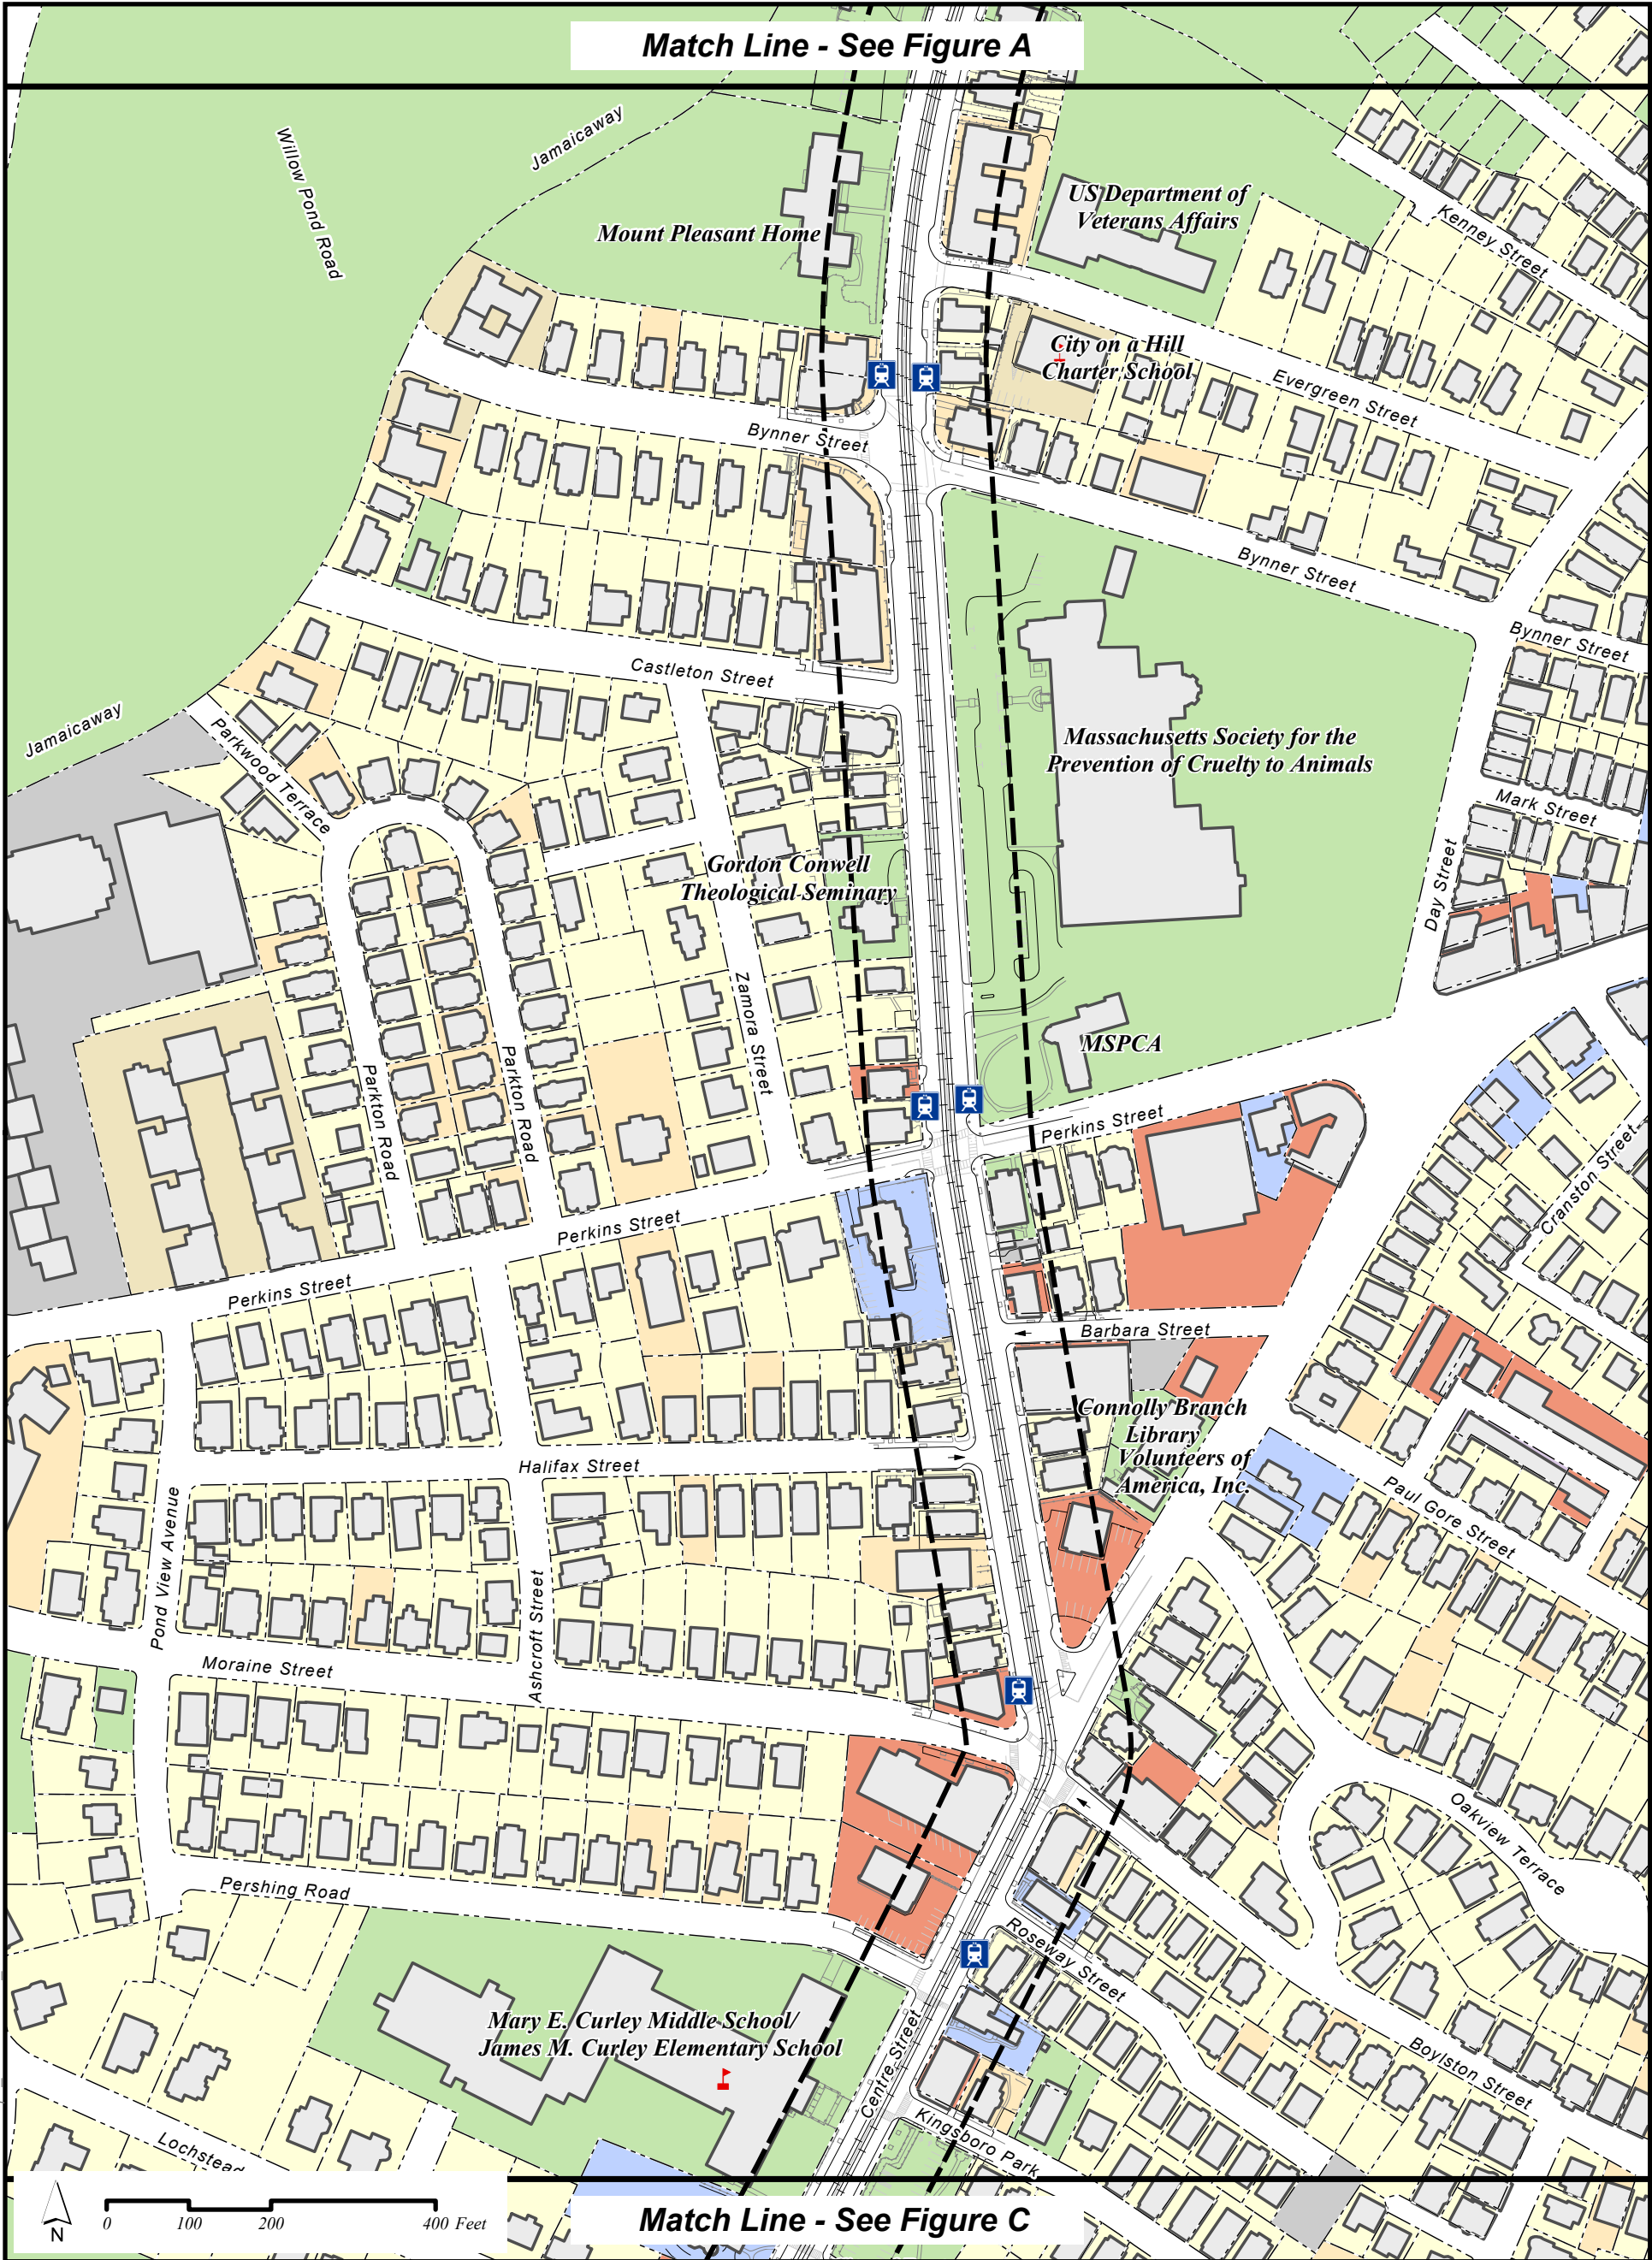 Match Line - See Figure A
Willow Pond Road
Jamaicaway
Mount Pleasant Home
US Department of
Veterans Affairs
Kenney Street
City on a Hill
Charter School
Evergreen Street
Bynner Street
Bynner Street
Bynner Street
Castleton Street
Jamaicaway
Parkwood Terrace
Massachusetts Society for the
Prevention of Cruelty to Animals
Mark Street
Day Street
Gordon Conwell
Theological Seminary
Zamora Street
MSPCA
Parkton Road
Parkton Road
Perkins Street
Cranston Street
Perkins Street
Perkins Street
Barbara Street
Connolly Branch
Library
Volunteers of
America, Inc.
Halifax Street
Paul Gore Street
Pond View Avenue
Ashcroft Street
Moraine Street
Oakview Terrace
Pershing Road
Roseway Street
Mary E. Curley Middle School/
James M. Curley Elementary School
Centre Street
Boylston Street
Kingsboro Park
Lochstead
N
0 100 200 400 Feet
Match Line - See Figure C